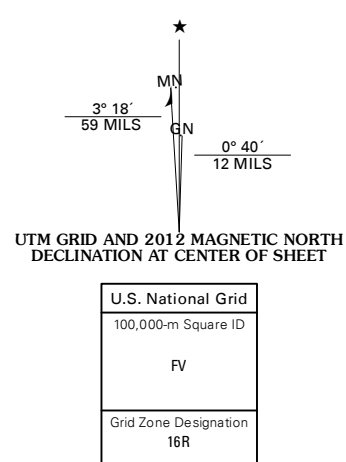 ★
MN
3° 18´
59 MILS
GN
0° 40´
12 MILS
UTM GRID AND 2012 MAGNETIC NORTH
DECLINATION AT CENTER OF SHEET
U.S. National Grid
100,000-m Square ID
FV
Grid Zone Designation
16R